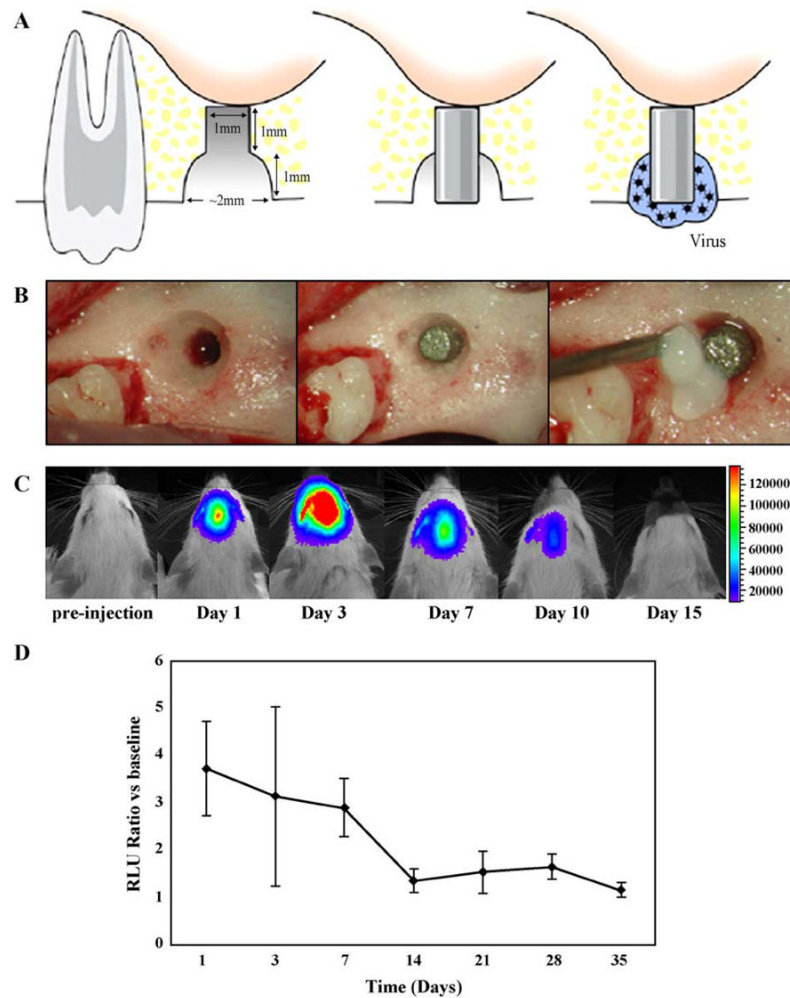 A
1mm
1mm
1mm
~2mm
Virus
B
C
120000
100000
80000
60000
40000
20000
pre-injection
Day 1
Day 3
Day 7
Day 10
Day 15
D
6
5
4
3
2
1
0
RLU Ratio vs baseline
1 3 7 14 21 28 35
Time (Days)